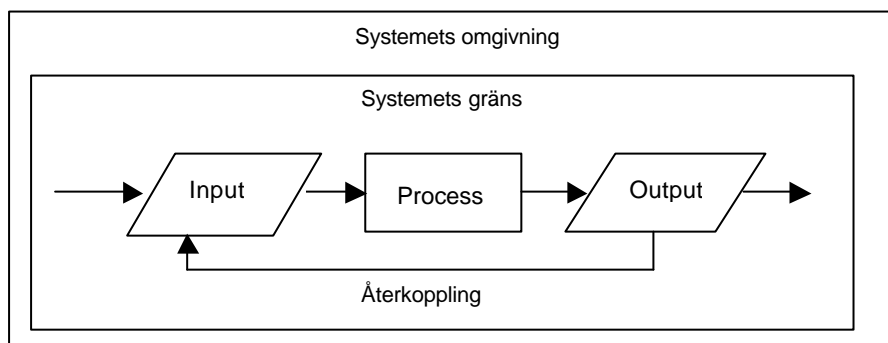 Systemets omgivning
Systemets gräns
Input
Process
Output
Återkoppling